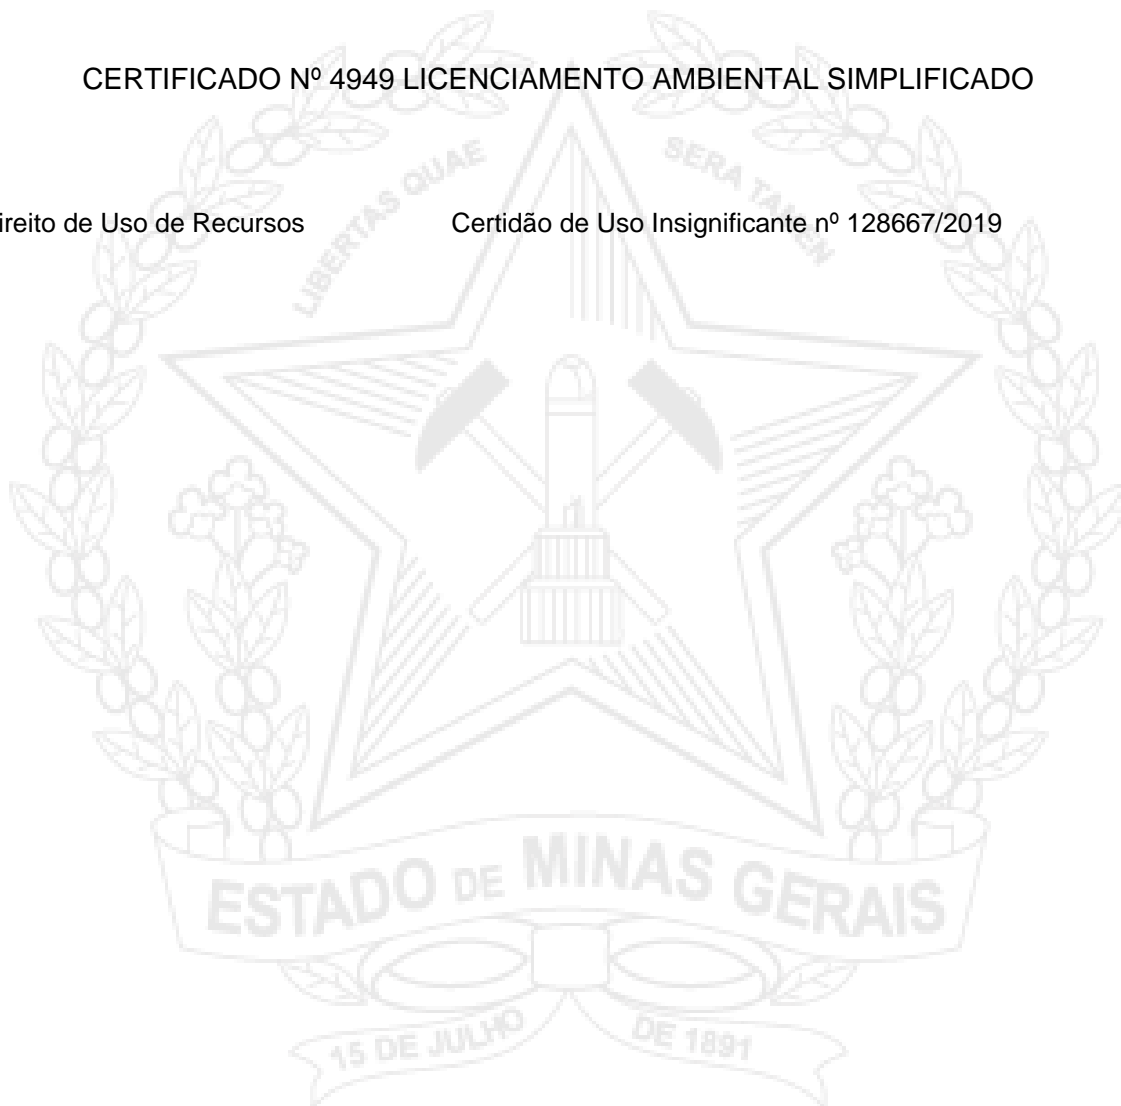 CERTIFICADO Nº 4949 LICENCIAMENTO AMBIENTAL SIMPLIFICADO
LIBERTAS QUAE SERA TAMEN
ireito de Uso de Recursos Certidão de Uso Insignificante nº 128667/2019
ESTADO DE MINAS GERAIS
15 DE JULHO DE 1891